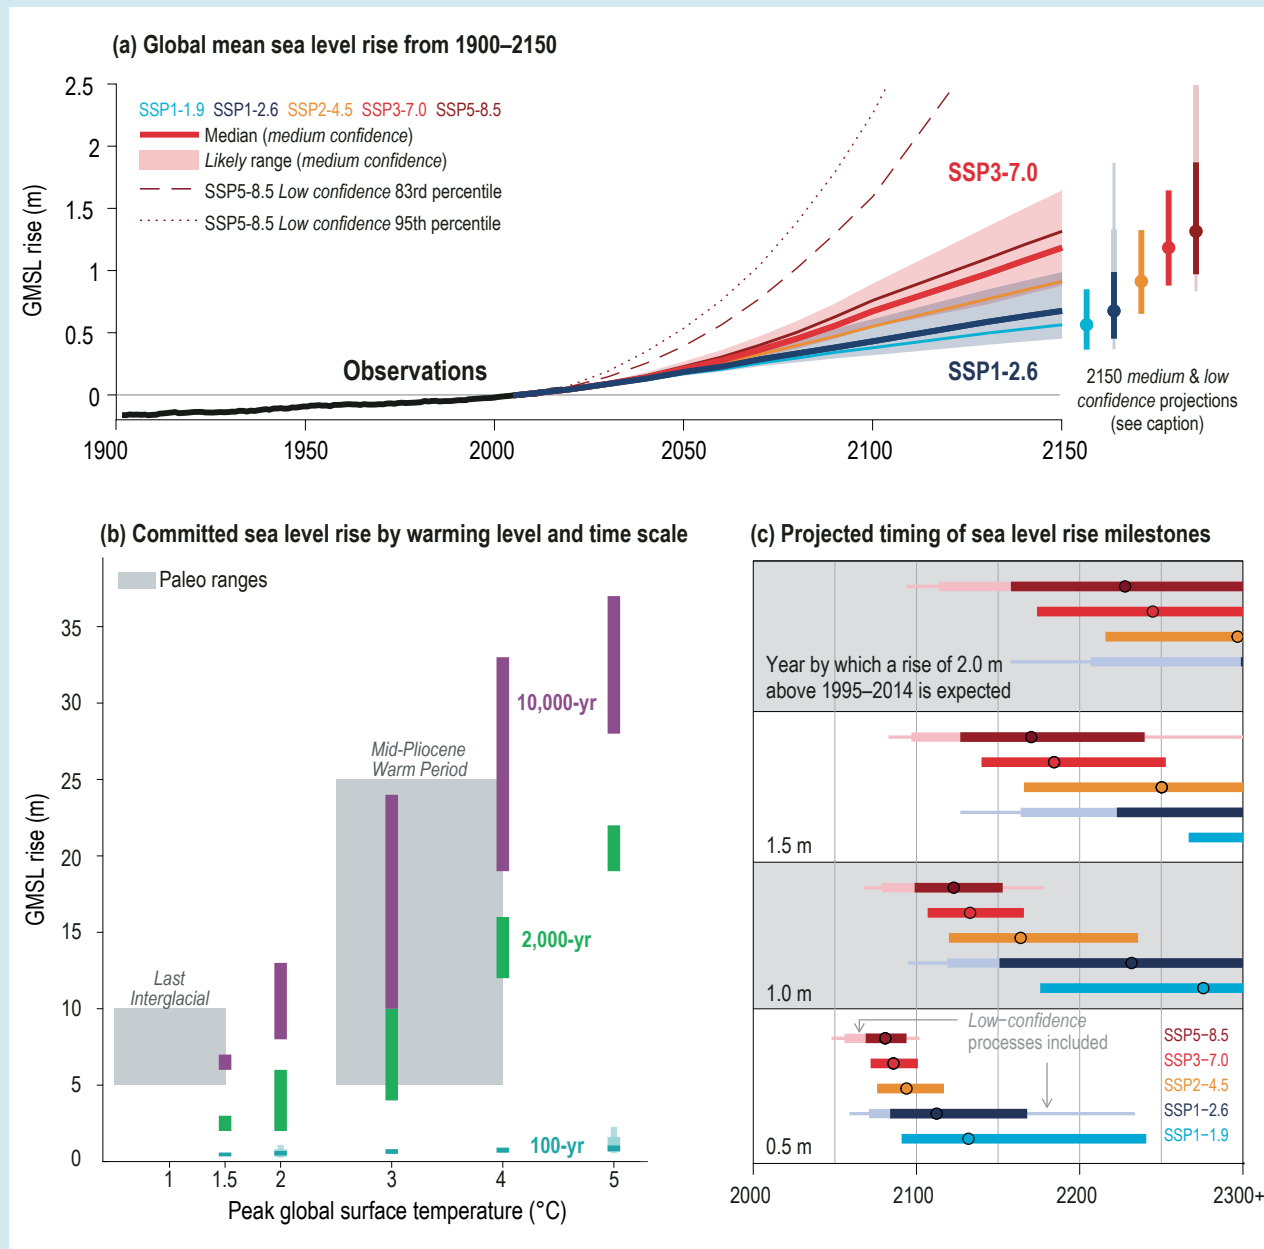 (a) Global mean sea level rise from 1900–2150
GMSL rise (m)
2.5
2
1.5
1
0.5
0
SSP1-1.9 SSP1-2.6 SSP2-4.5 SSP3-7.0 SSP5-8.5
Median (medium confidence)
Likely range (medium confidence)
SSP5-8.5 Low confidence 83rd percentile
SSP5-8.5 Low confidence 95th percentile
SSP3-7.0
Observations
SSP1-2.6
2150 medium & low
confidence projections
(see caption)
1900 1950 2000 2050 2100 2150
(b) Committed sea level rise by warming level and time scale
Paleo ranges
GMSL rise (m)
35
30
25
20
15
10
5
0
10,000-yr
Mid-Pliocene
Warm Period
2,000-yr
Last
Interglacial
100-yr
1 1.5 2 3 4 5
Peak global surface temperature (°C)
(c) Projected timing of sea level rise milestones
Year by which a rise of 2.0 m
above 1995–2014 is expected
1.5 m
1.0 m
Low−confidence
processes included
SSP5−8.5
SSP3−7.0
SSP2−4.5
SSP1−2.6
SSP1−1.9
0.5 m
2000 2100 2200 2300+